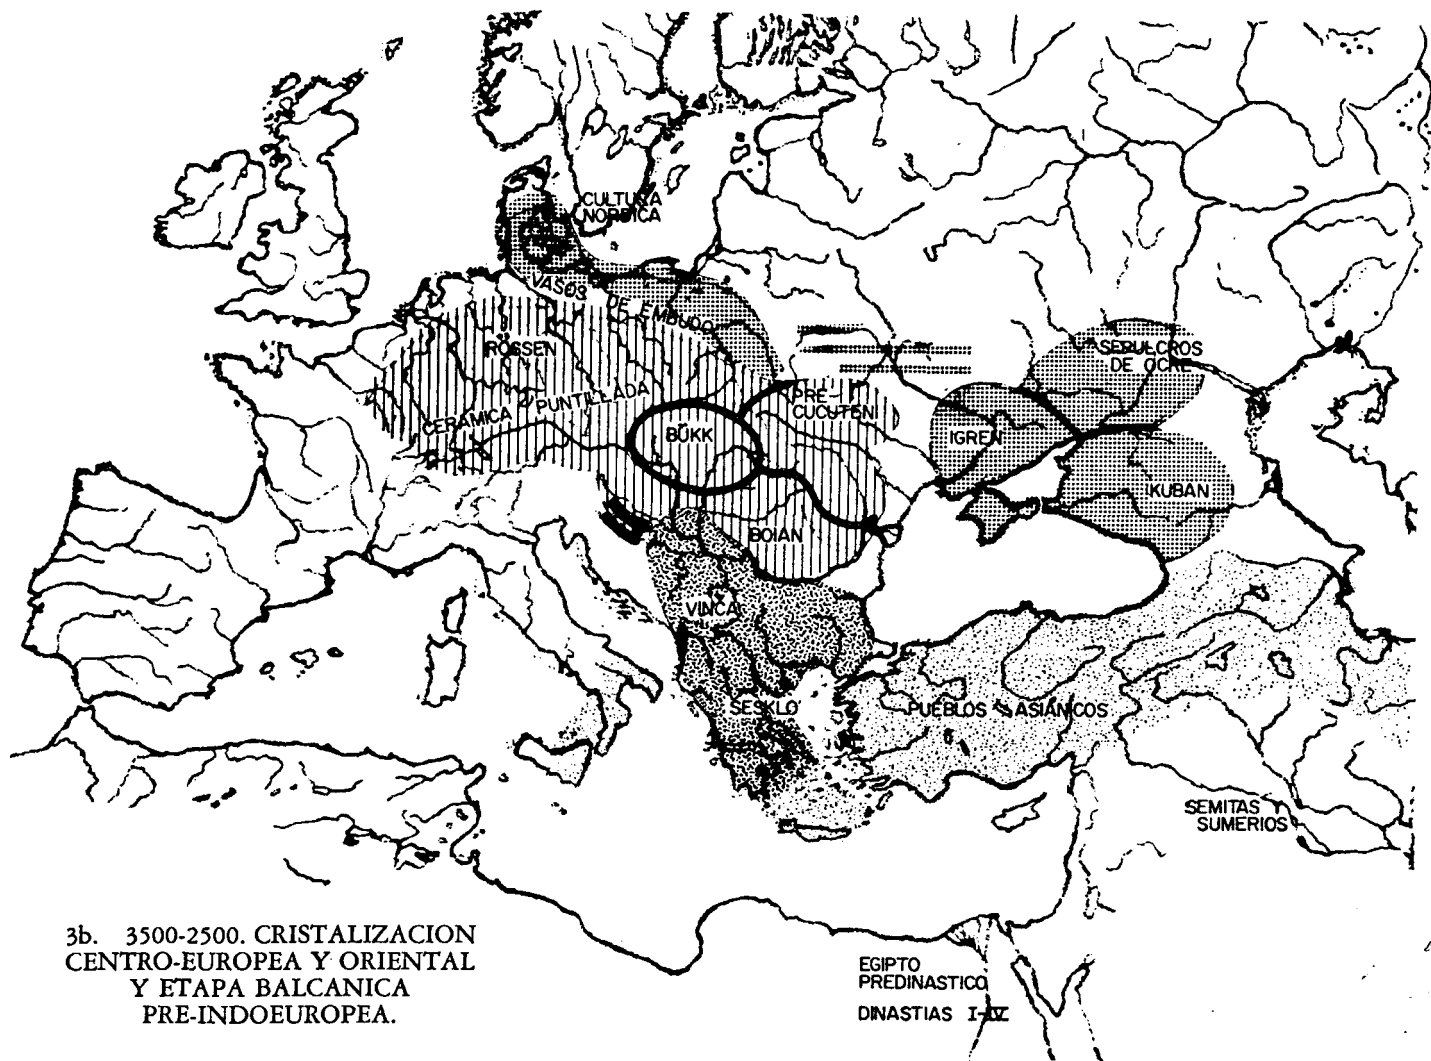 CULTURA
NORDICA
VASOS DE EMBUDO
RÖSSEN
SEPULCROS
DE OCRE
PRE-
CUCUTENI
CERAMICA PUNTILLADA
BÜKK
IGREN
KUBAN
BOIAN
VINCA
SESKLO
PUEBLOS ASIÁNICOS
SEMITAS Y
SUMERIOS
3b. 3500-2500. CRISTALIZACION
CENTRO-EUROPEA Y ORIENTAL
Y ETAPA BALCANICA
PRE-INDOEUROPEA.
EGIPTO
PREDINASTICO
DINASTIAS I-IV